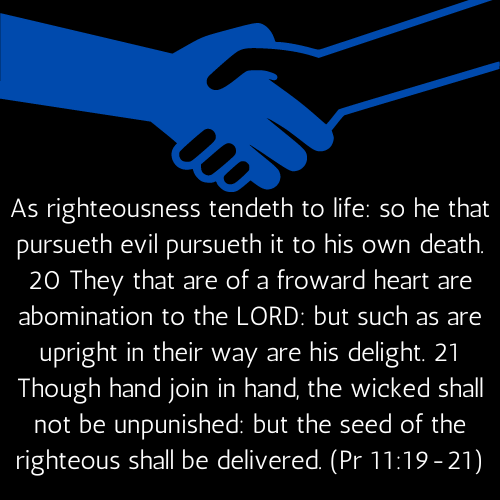 As righteousness tendeth to life: so he that
pursueth evil pursueth it to his own death.
20 They that are of a froward heart are
abomination to the LORD: but such as are
upright in their way are his delight. 21
Though hand join in hand, the wicked shall
not be unpunished: but the seed of the
righteous shall be delivered. (Pr 11:19-21)